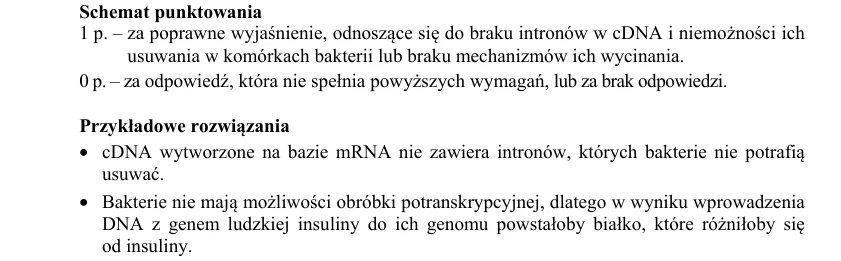 Schemat punktowania
1 p. – za poprawne wyjaśnienie, odnoszące się do braku intronów w cDNA i niemożności ich
usuwania w komórkach bakterii lub braku mechanizmów ich wycinania.
0 p. – za odpowiedź, która nie spełnia powyższych wymagań, lub za brak odpowiedzi.
Przykładowe rozwiązania
• cDNA wytworzone na bazie mRNA nie zawiera intronów, których bakterie nie potrafią
usuwać.
• Bakterie nie mają możliwości obróbki potranskrypcyjnej, dlatego w wyniku wprowadzenia
DNA z genem ludzkiej insuliny do ich genomu powstałoby białko, które różniłoby się
od insuliny.